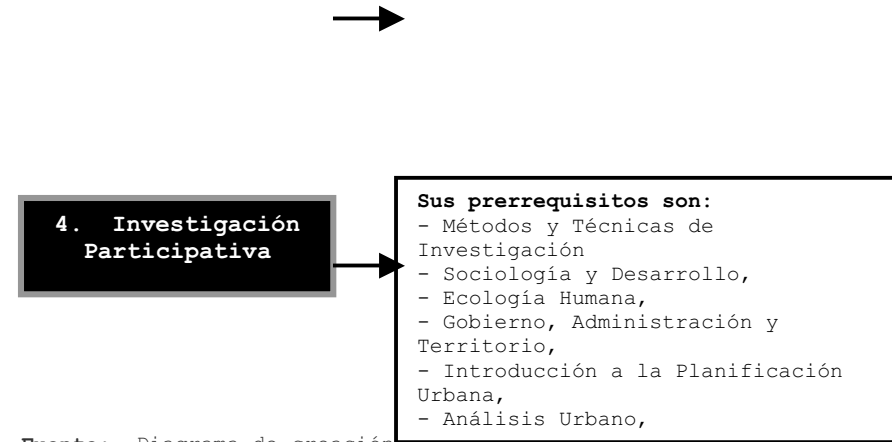 4. Investigación
Participativa
Sus prerrequisitos son:
- Métodos y Técnicas de
Investigación
- Sociología y Desarrollo,
- Ecología Humana,
- Gobierno, Administración y
Territorio,
- Introducción a la Planificación
Urbana,
- Análisis Urbano,
Fuente: Diagrama de creación